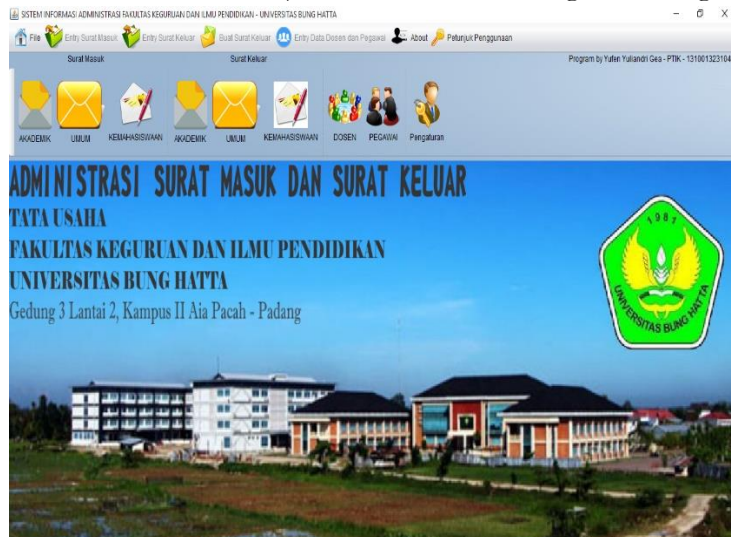 SISTEM INFORMASI ADMINISTRASI FAKULTAS KEGURUAN DAN ILMU PENDIDIKAN - UNIVERSITAS BUNG HATTA
File Entry Surat Masuk Entry Surat Keluar Buat Surat Keluar Entry Data Dosen dan Pegawai About Petunjuk Penggunaan
Surat Masuk Surat Keluar Program by Yufen Yuliandri Gea - PTIK - 131001323104
AKADEMIK UMUM KEMAHASISWAAN AKADEMIK UMUM KEMAHASISWAAN DOSEN PEGAWAI Pengaturan
ADMINISTRASI SURAT MASUK DAN SURAT KELUAR
TATA USAHA
FAKULTAS KEGURUAN DAN ILMU PENDIDIKAN
UNIVERSITAS BUNG HATTA
Gedung 3 Lantai 2, Kampus II Aia Pacah - Padang
1981
UNIVERSITAS BUNG HATTA